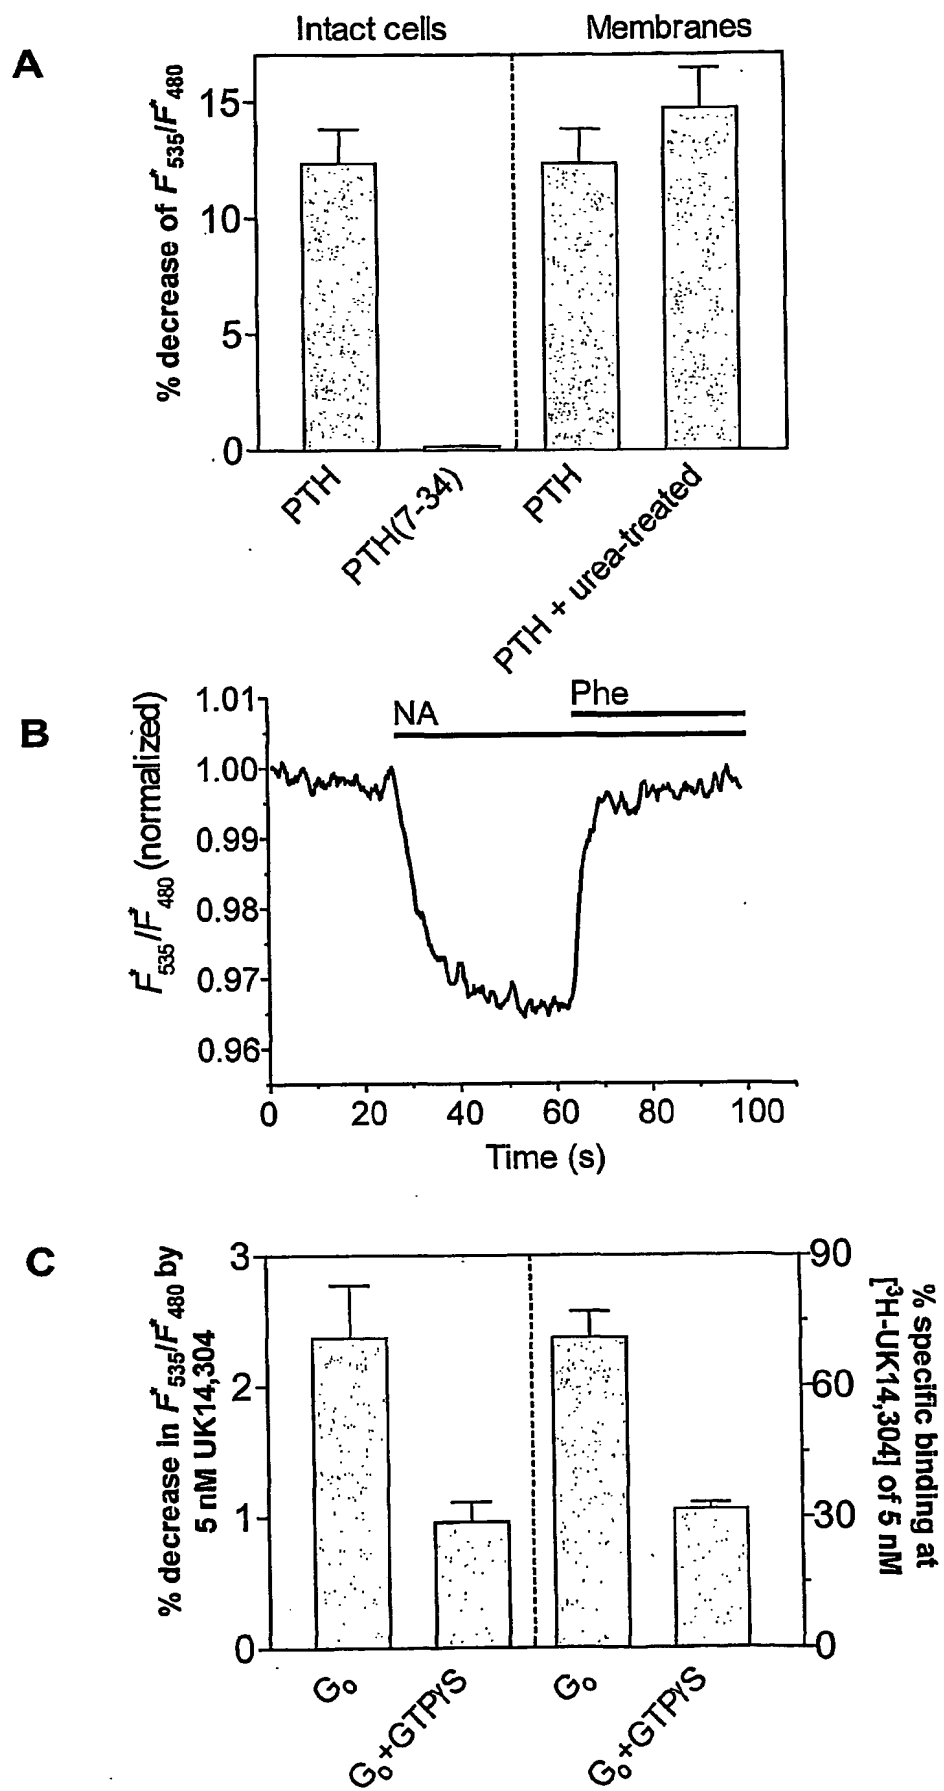 Intact cells
Membranes
A
% decrease of F*535/F*480
15
10
5
0
PTH
PTH(7-34)
PTH
PTH + urea-treated
B
F*535/F*480 (normalized)
1.01
1.00
0.99
0.98
0.97
0.96
NA
Phe
0
20
40
60
80
100
Time (s)
C
% decrease in F*535/F*480 by
5 nM UK14,304
3
2
1
0
90
60
30
0
% specific binding at
[³H-UK14,304] of 5 nM
Go
Go+GTPγS
Go
Go+GTPγS